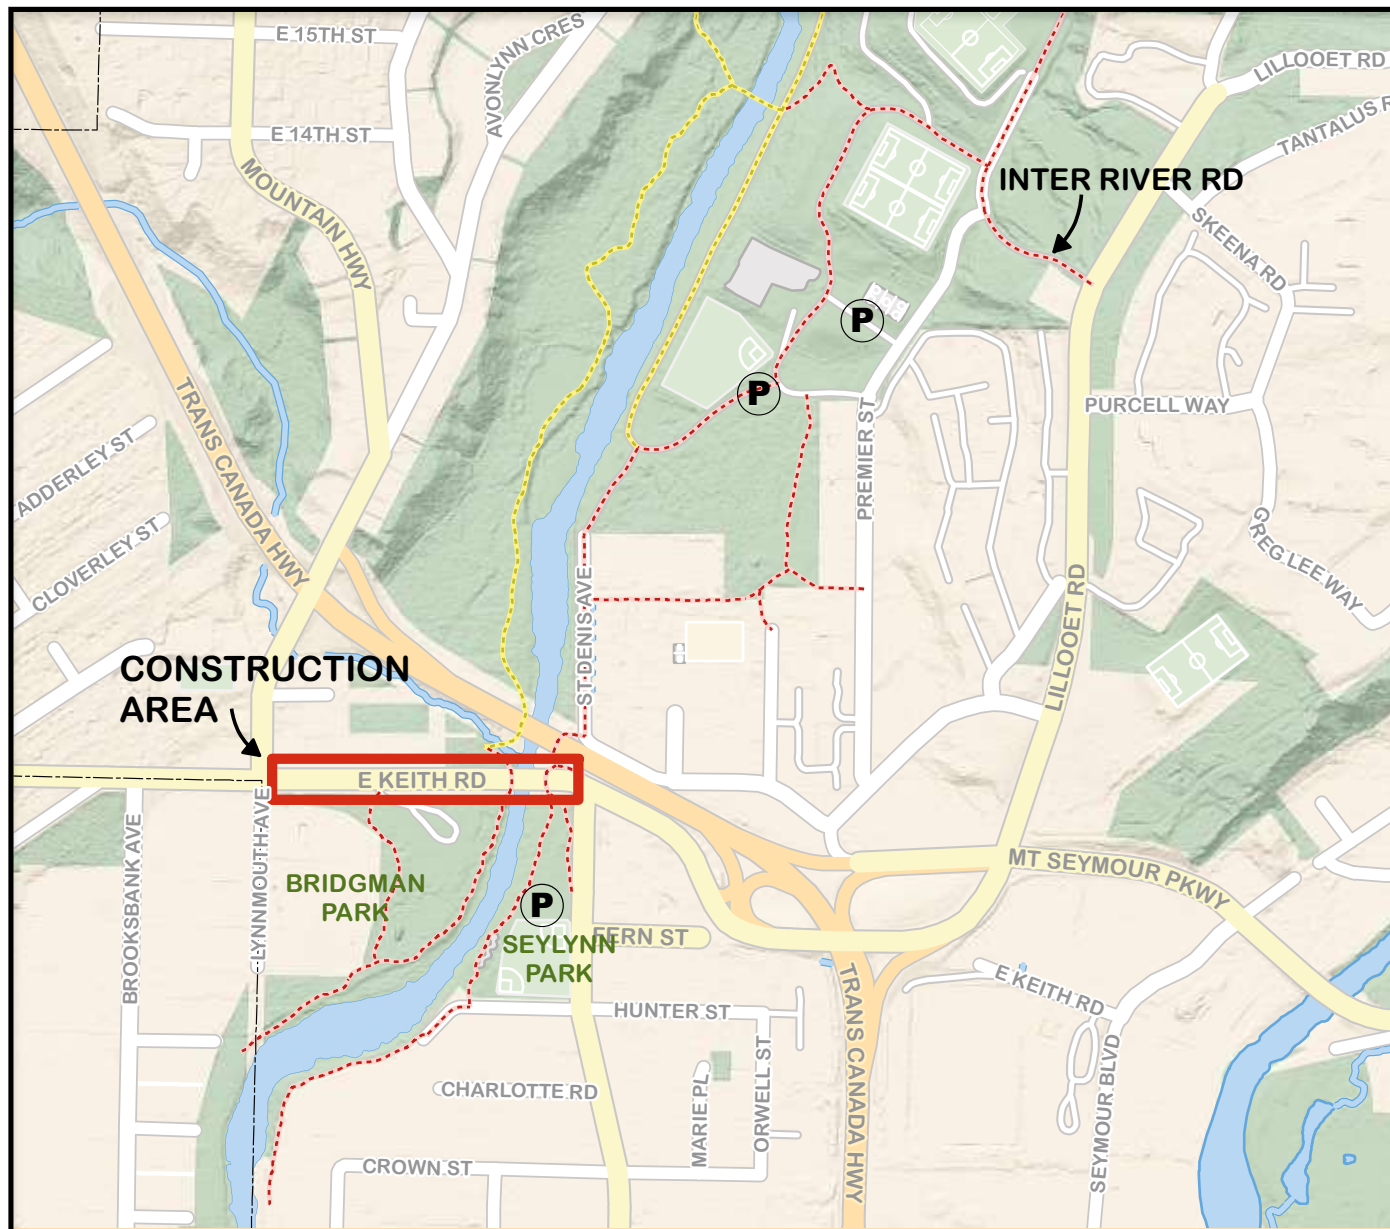 E 15TH ST
AVONLYNN CRES
LILLOOET RD
E 14TH ST
TANTALUS R
MOUNTAIN HWY
INTER RIVER RD
SKEENA RD
P
P
TRANS CANADA HWY
PURCELL WAY
PREMIER ST
ADDERLEY ST
GREG LEE WAY
CLOVERLEY ST
ST DENIS AVE
LILLOOET RD
CONSTRUCTION
AREA
E KEITH RD
LYNNMOUTH AVE
BROOKSBANK AVE
MT SEYMOUR PKWY
BRIDGMAN
PARK
P
SEYLYNN
PARK
FERN ST
TRANS CANADA HWY
E KEITH RD
HUNTER ST
SEYMOUR BLVD
ORWELL ST
MARIE PL
CHARLOTTE RD
CROWN ST